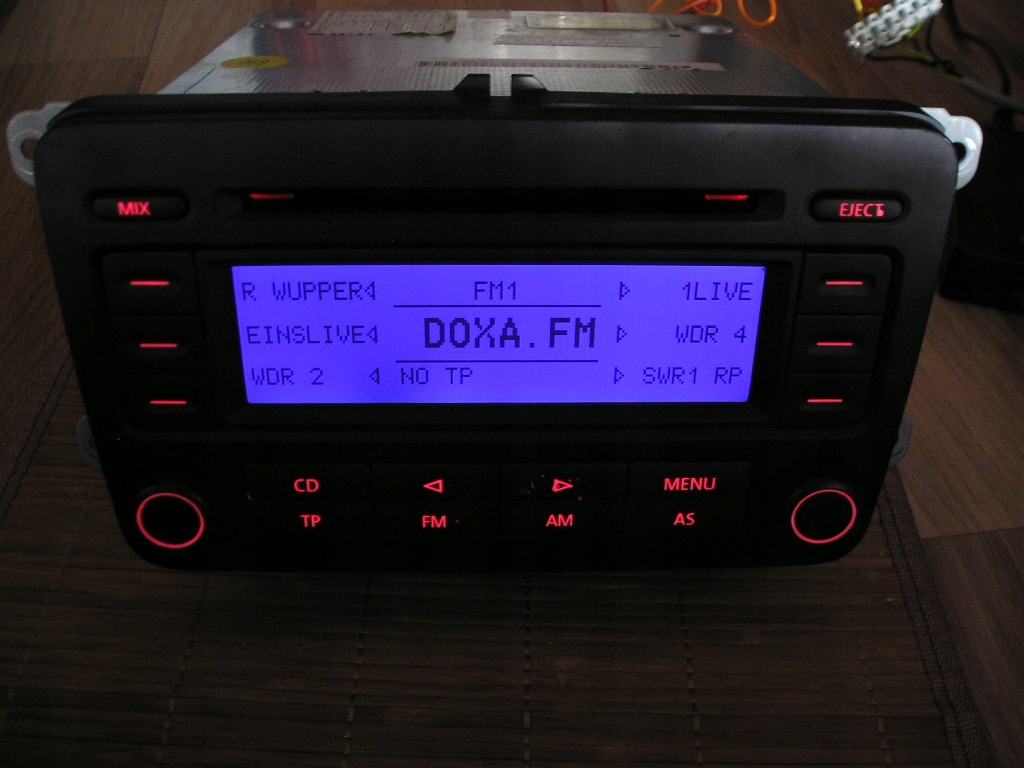 MIX
EJECT
R WUPPER FM1 1LIVE
EINSLIVE DOXA.FM WDR 4
WDR 2 NO TP SWR1 RP
CD MENU
TP FM AM AS